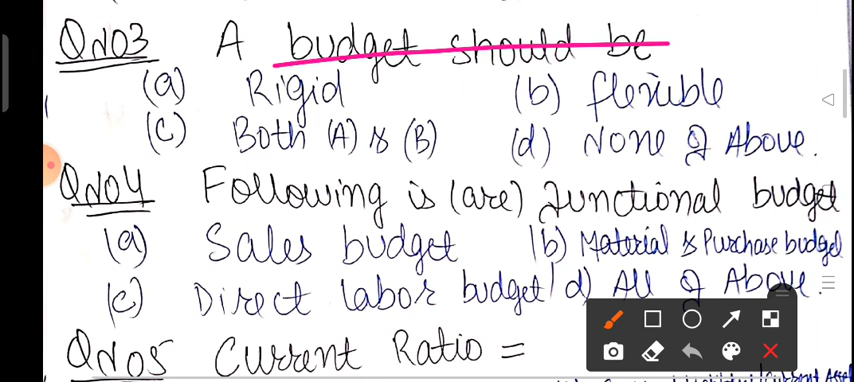 QNO3 A budget should be
(a) Rigid (b) flexible
(c) Both (A) & (B) (d) None of Above.
QNO4 Following is (are) functional budget
(a) Sales budget (b) Material & Purchase budget
(c) Direct labor budget (d) All of Above.
QNO5 Current Ratio =